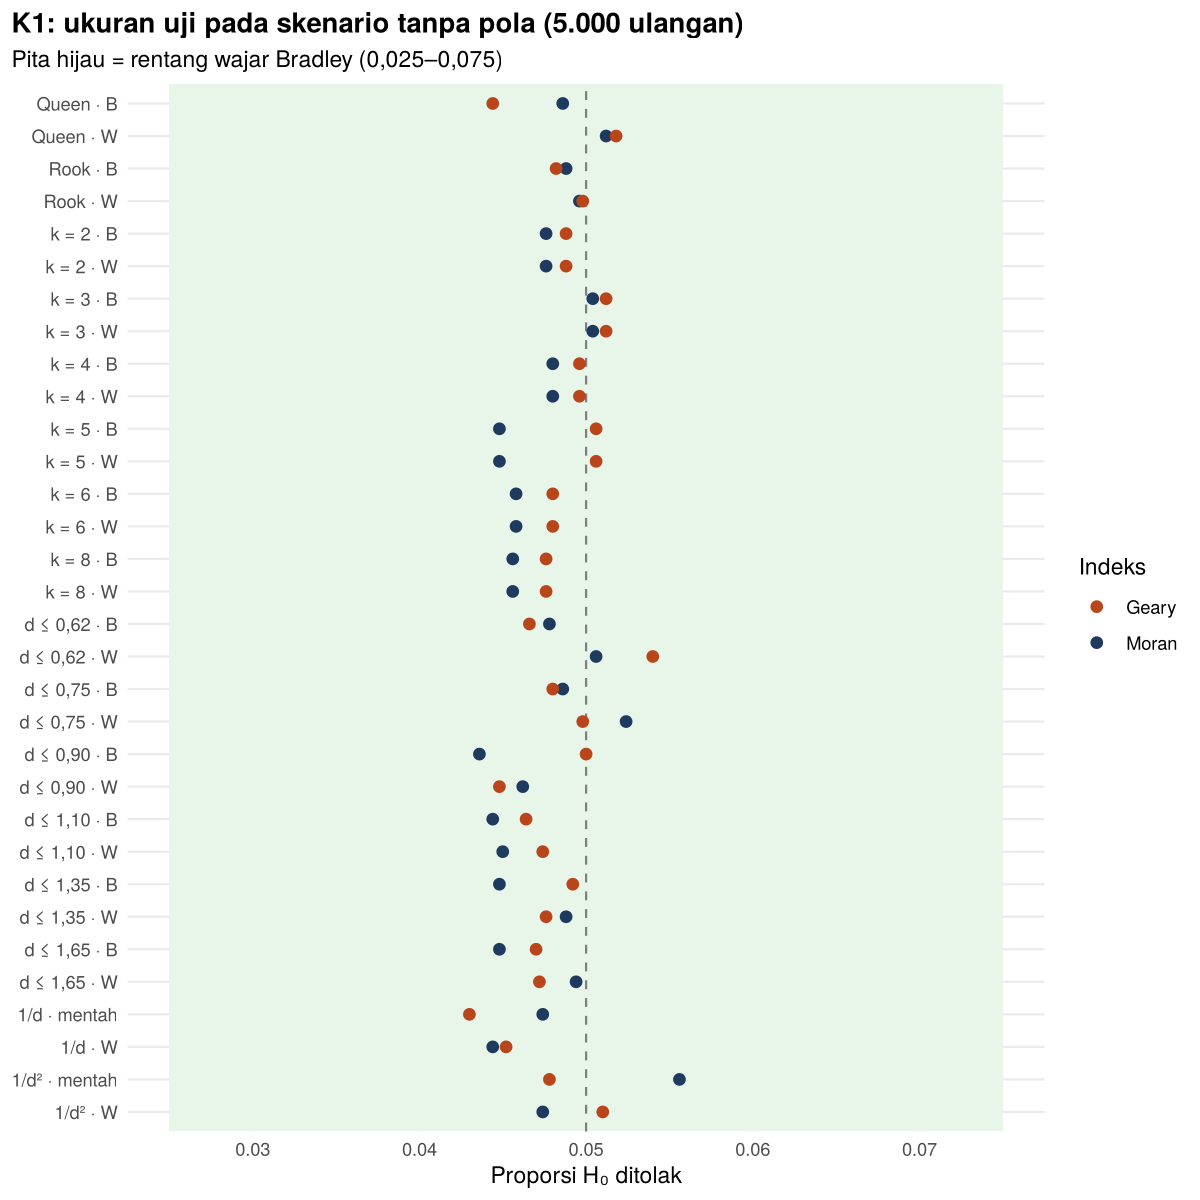 K1: ukuran uji pada skenario tanpa pola (5.000 ulangan)
Pita hijau = rentang wajar Bradley (0,025–0,075)
Queen · B
Queen · W
Rook · B
Rook · W
k = 2 · B
k = 2 · W
k = 3 · B
k = 3 · W
k = 4 · B
k = 4 · W
k = 5 · B
k = 5 · W
k = 6 · B
k = 6 · W
k = 8 · B
k = 8 · W
d ≤ 0,62 · B
d ≤ 0,62 · W
d ≤ 0,75 · B
d ≤ 0,75 · W
d ≤ 0,90 · B
d ≤ 0,90 · W
d ≤ 1,10 · B
d ≤ 1,10 · W
d ≤ 1,35 · B
d ≤ 1,35 · W
d ≤ 1,65 · B
d ≤ 1,65 · W
1/d · mentah
1/d · W
1/d² · mentah
1/d² · W
0.03 0.04 0.05 0.06 0.07
Proporsi H₀ ditolak
Indeks
Geary
Moran